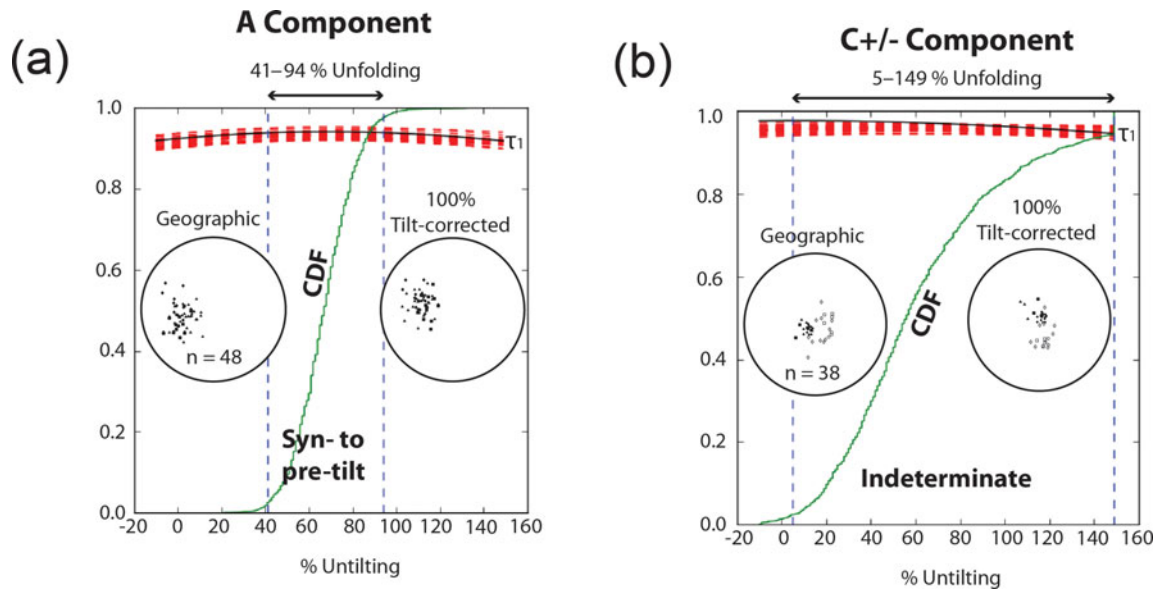 (a)
A Component
41–94 % Unfolding
1.0
0.8
0.6
0.4
0.2
0.0
τ1
Geographic
n = 48
100%
Tilt-corrected
CDF
Syn- to
pre-tilt
-20 0 20 40 60 80 100 120 140 160
% Untilting
(b)
C+/- Component
5–149 % Unfolding
1.0
0.8
0.6
0.4
0.2
0.0
τ1
Geographic
n = 38
100%
Tilt-corrected
CDF
Indeterminate
-20 0 20 40 60 80 100 120 140 160
% Untilting